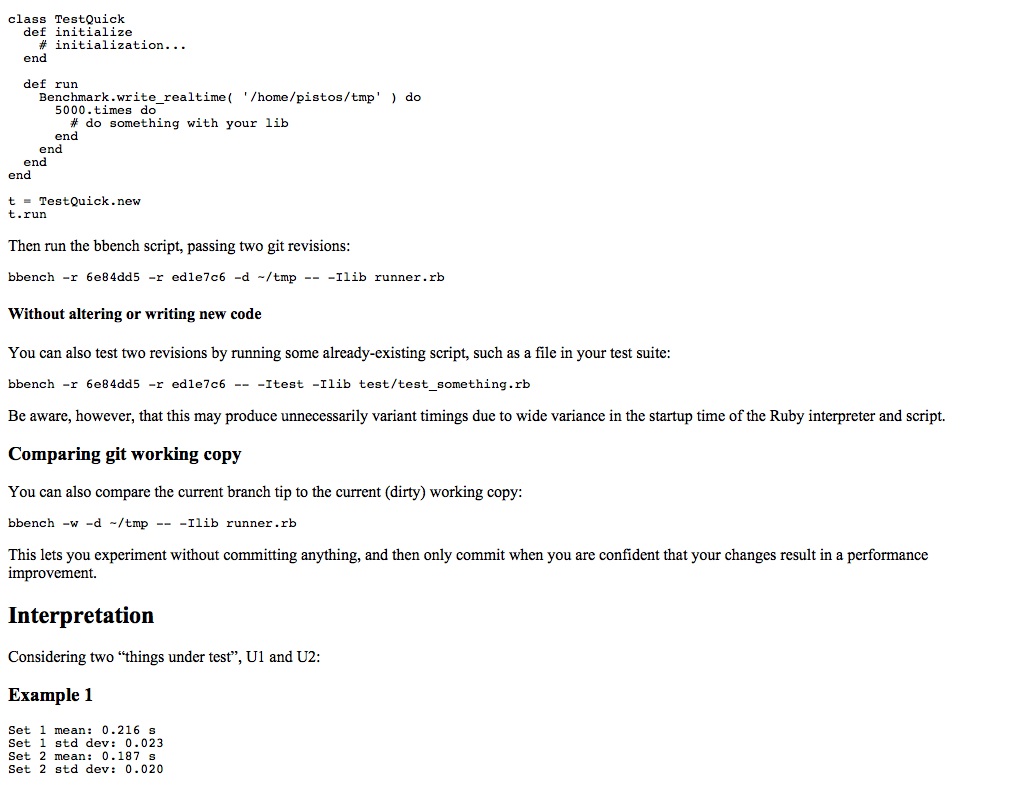 class TestQuick
  def initialize
    # initialization...
  end

  def run
    Benchmark.write_realtime( '/home/pistos/tmp' ) do
      5000.times do
        # do something with your lib
      end
    end
  end
end

t = TestQuick.new
t.run
Then run the bbench script, passing two git revisions:
bbench -r 6e84dd5 -r ed1e7c6 -d ~/tmp -- -Ilib runner.rb
Without altering or writing new code
You can also test two revisions by running some already-existing script, such as a file in your test suite:
bbench -r 6e84dd5 -r ed1e7c6 -- -Itest -Ilib test/test_something.rb
Be aware, however, that this may produce unnecessarily variant timings due to wide variance in the startup time of the Ruby interpreter and script.
Comparing git working copy
You can also compare the current branch tip to the current (dirty) working copy:
bbench -w -d ~/tmp -- -Ilib runner.rb
This lets you experiment without committing anything, and then only commit when you are confident that your changes result in a performance
improvement.
Interpretation
Considering two “things under test”, U1 and U2:
Example 1
Set 1 mean: 0.216 s
Set 1 std dev: 0.023
Set 2 mean: 0.187 s
Set 2 std dev: 0.020